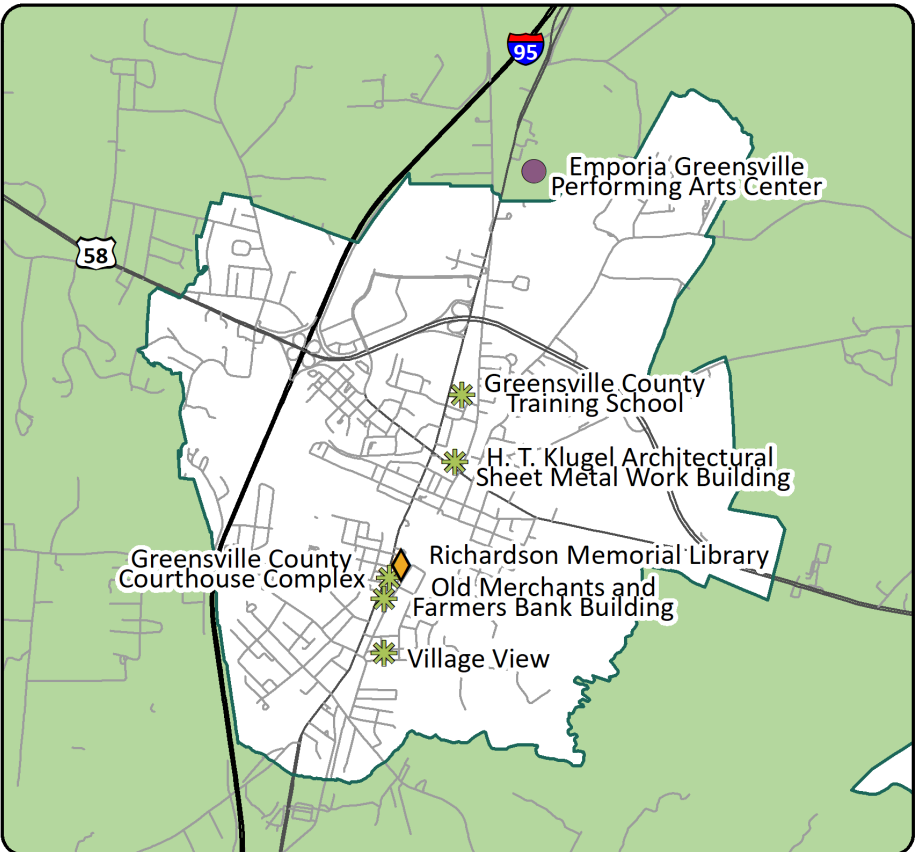 95
Emporia Greensville
Performing Arts Center
58
Greensville County
Training School
H. T. Klugel Architectural
Sheet Metal Work Building
Richardson Memorial Library
Greensville County
Courthouse Complex
Old Merchants and
Farmers Bank Building
Village View